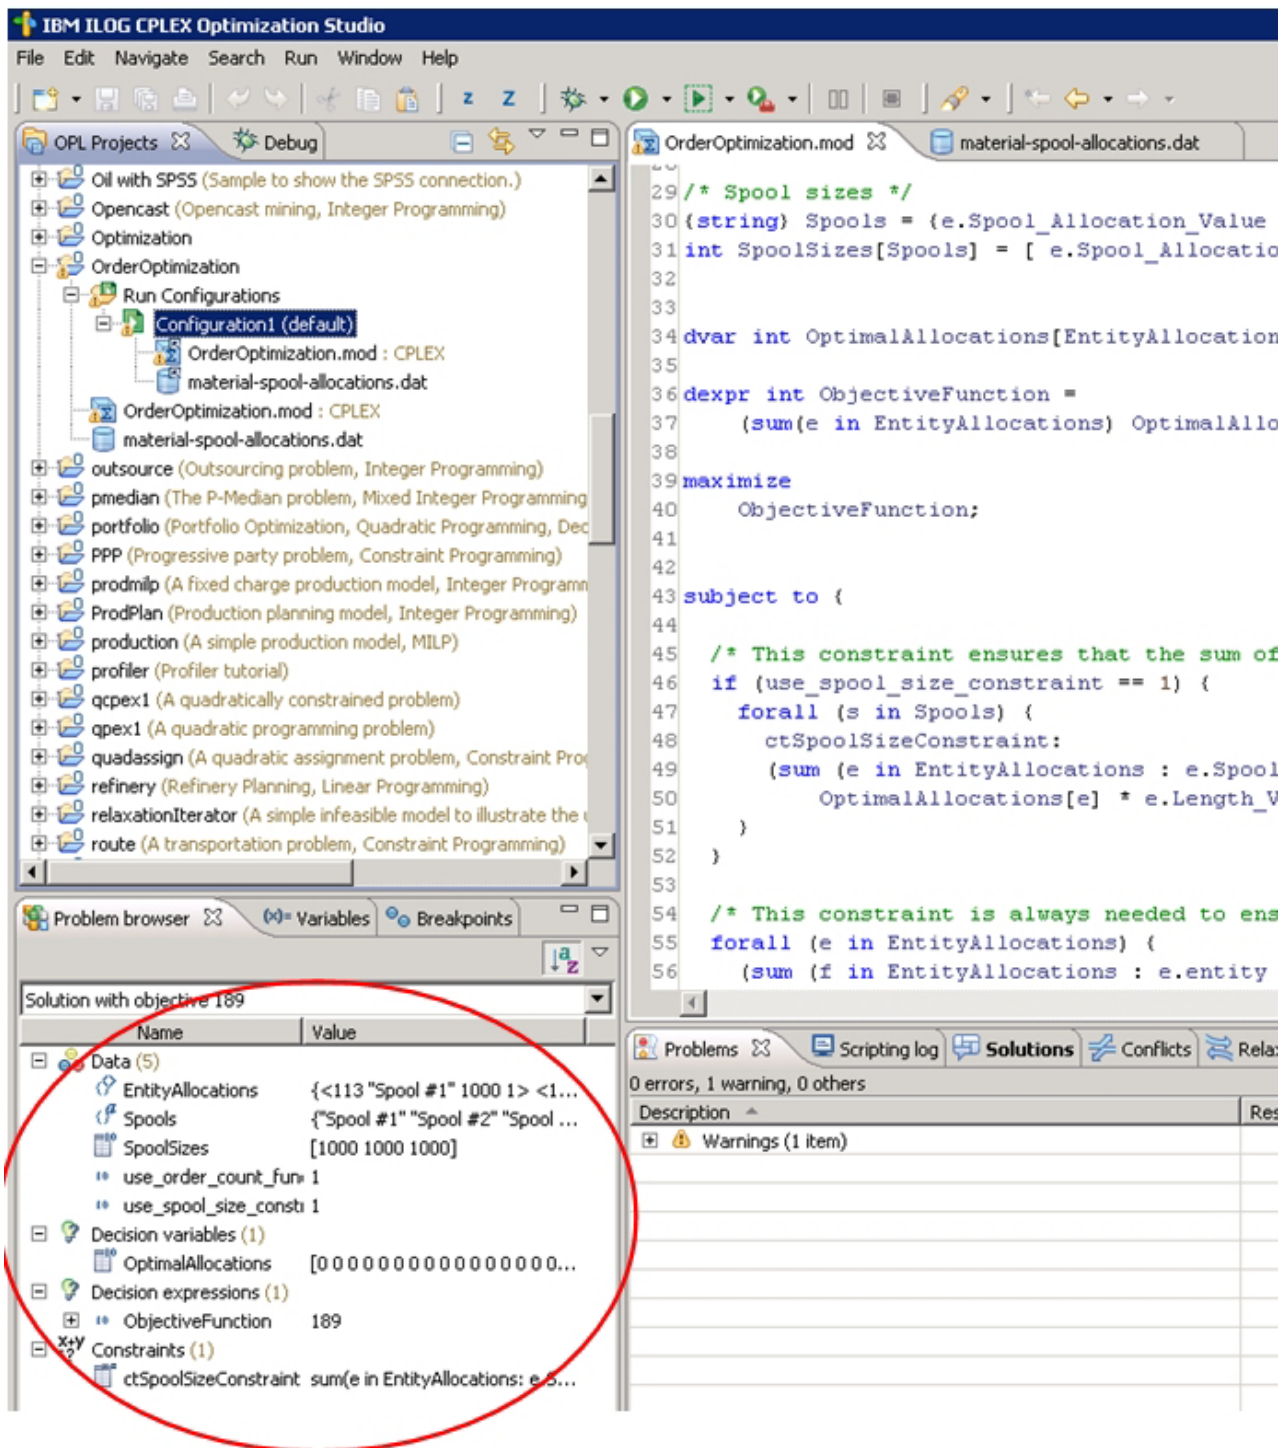 IBM ILOG CPLEX Optimization Studio
File Edit Navigate Search Run Window Help
z Z
OPL Projects Debug
Oil with SPSS (Sample to show the SPSS connection.)
Opencast (Opencast mining, Integer Programming)
Optimization
OrderOptimization
Run Configurations
Configuration1 (default)
OrderOptimization.mod : CPLEX
material-spool-allocations.dat
OrderOptimization.mod : CPLEX
material-spool-allocations.dat
outsource (Outsourcing problem, Integer Programming)
pmedian (The P-Median problem, Mixed Integer Programming
portfolio (Portfolio Optimization, Quadratic Programming, Dec
PPP (Progressive party problem, Constraint Programming)
prodmilp (A fixed charge production model, Integer Programm
ProdPlan (Production planning model, Integer Programming)
production (A simple production model, MILP)
profiler (Profiler tutorial)
qcpex1 (A quadratically constrained problem)
qpex1 (A quadratic programming problem)
quadassign (A quadratic assignment problem, Constraint Pro
refinery (Refinery Planning, Linear Programming)
relaxationIterator (A simple infeasible model to illustrate the
route (A transportation problem, Constraint Programming)
OrderOptimization.mod material-spool-allocations.dat
29 /* Spool sizes */
30 {string} Spools = {e.Spool_Allocation_Value
31 int SpoolSizes[Spools] = [ e.Spool_Allocatio
32
33
34 dvar int OptimalAllocations[EntityAllocation
35
36 dexpr int ObjectiveFunction =
37 (sum(e in EntityAllocations) OptimalAllo
38
39 maximize
40 ObjectiveFunction;
41
42
43 subject to {
44
45 /* This constraint ensures that the sum of
46 if (use_spool_size_constraint == 1) {
47 forall (s in Spools) {
48 ctSpoolSizeConstraint:
49 (sum (e in EntityAllocations : e.Spool
50 OptimalAllocations[e] * e.Length_V
51 }
52 }
53
54 /* This constraint is always needed to ens
55 forall (e in EntityAllocations) {
56 (sum (f in EntityAllocations : e.entity
Problem browser (x)= Variables Breakpoints
Solution with objective 189
Name Value
Data (5)
EntityAllocations {<113 "Spool #1" 1000 1> <1...
Spools {"Spool #1" "Spool #2" "Spool ...
SpoolSizes [1000 1000 1000]
use_order_count_fun 1
use_spool_size_consti 1
Decision variables (1)
OptimalAllocations [0 0 0 0 0 0 0 0 0 0 0 0 0 0 0 0 0...
Decision expressions (1)
ObjectiveFunction 189
Constraints (1)
ctSpoolSizeConstraint sum(e in EntityAllocations: e.S...
Problems Scripting log Solutions Conflicts Relax
0 errors, 1 warning, 0 others
Description Res
Warnings (1 item)